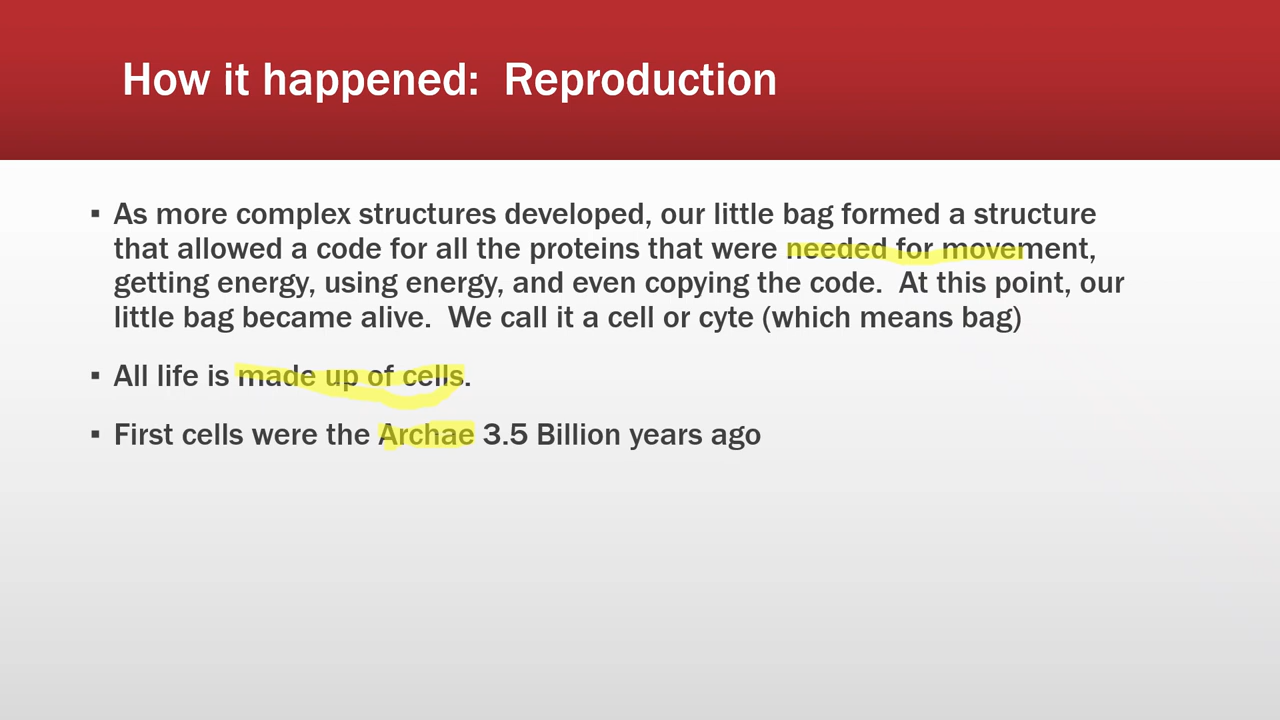 How it happened:  Reproduction
▪ As more complex structures developed, our little bag formed a structure
that allowed a code for all the proteins that were needed for movement,
getting energy, using energy, and even copying the code.  At this point, our
little bag became alive.  We call it a cell or cyte (which means bag)
▪ All life is made up of cells.
▪ First cells were the Archae 3.5 Billion years ago